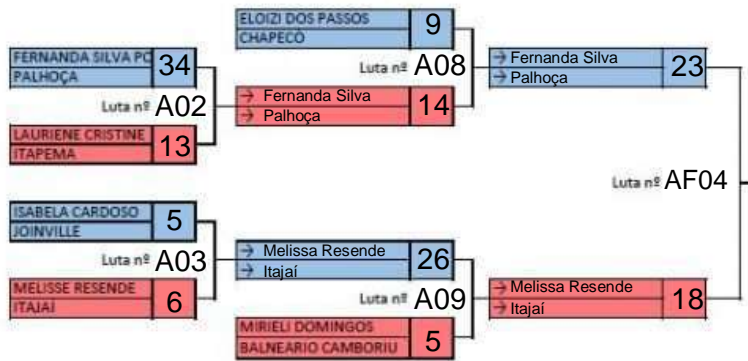 ELOIZI DOS PASSOS
CHAPECÓ
9
FERNANDA SILVA PO
PALHOÇA
34
Luta nº A08
→ Fernanda Silva
→ Palhoça
23
Luta nº A02
→ Fernanda Silva
→ Palhoça
14
LAURIENE CRISTINE
ITAPEMA
13
Luta nº AF04
ISABELA CARDOSO
JOINVILLE
5
Luta nº A03
→ Melissa Resende
→ Itajaí
26
MELISSE RESENDE
ITAJAÍ
6
Luta nº A09
→ Melissa Resende
→ Itajaí
18
MIRIELI DOMINGOS
BALNEARIO CAMBORIU
5